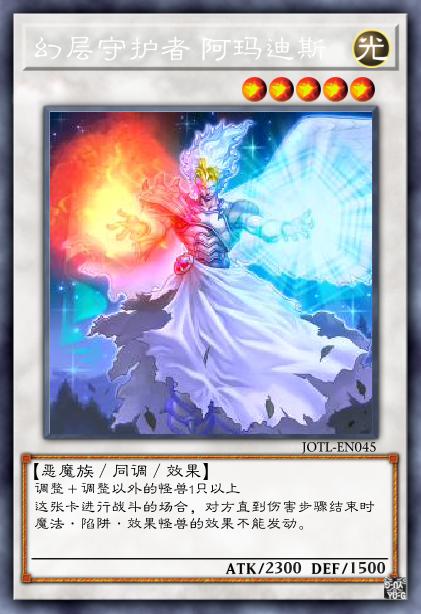 幻层守护者 阿玛迪斯
光
JOTL-EN045
【恶魔族／同调／效果】
调整＋调整以外的怪兽1只以上
这张卡进行战斗的场合，对方直到伤害步骤结束时
魔法·陷阱·效果怪兽的效果不能发动。
ATK/2300 DEF/1500